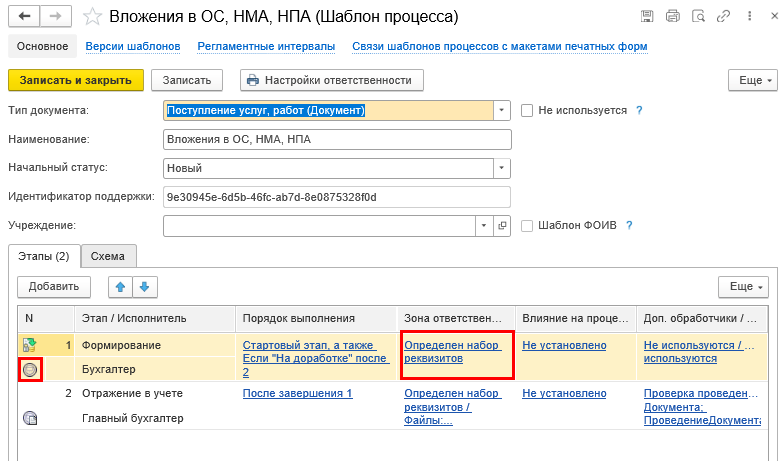 Вложения в ОС, НМА, НПА (Шаблон процесса)
Основное Версии шаблонов Регламентные интервалы Связи шаблонов процессов с макетами печатных форм
Записать и закрыть Записать Настройки ответственности Еще
Тип документа: Поступление услуг, работ (Документ) Не используется ?
Наименование: Вложения в ОС, НМА, НПА
Начальный статус: Новый
Идентификатор поддержки: 9e30945e-6d5b-46fc-ab7d-8e0875328f0d
Учреждение: Шаблон ФОИВ ?
Этапы (2) Схема
Добавить Еще
N Этап / Исполнитель Порядок выполнения Зона ответствен... Влияние на проце... Доп. обработчики / ...
1 Формирование Стартовый этап, а также Определен набор Не установлено Не используются / ...
Если "На доработке" после реквизитов используются
Бухгалтер 2
2 Отражение в учете После завершения 1 Определен набор Не установлено Проверка проведен...
реквизитов / Документа;
Главный бухгалтер Файлы:... ПроведениеДокумента